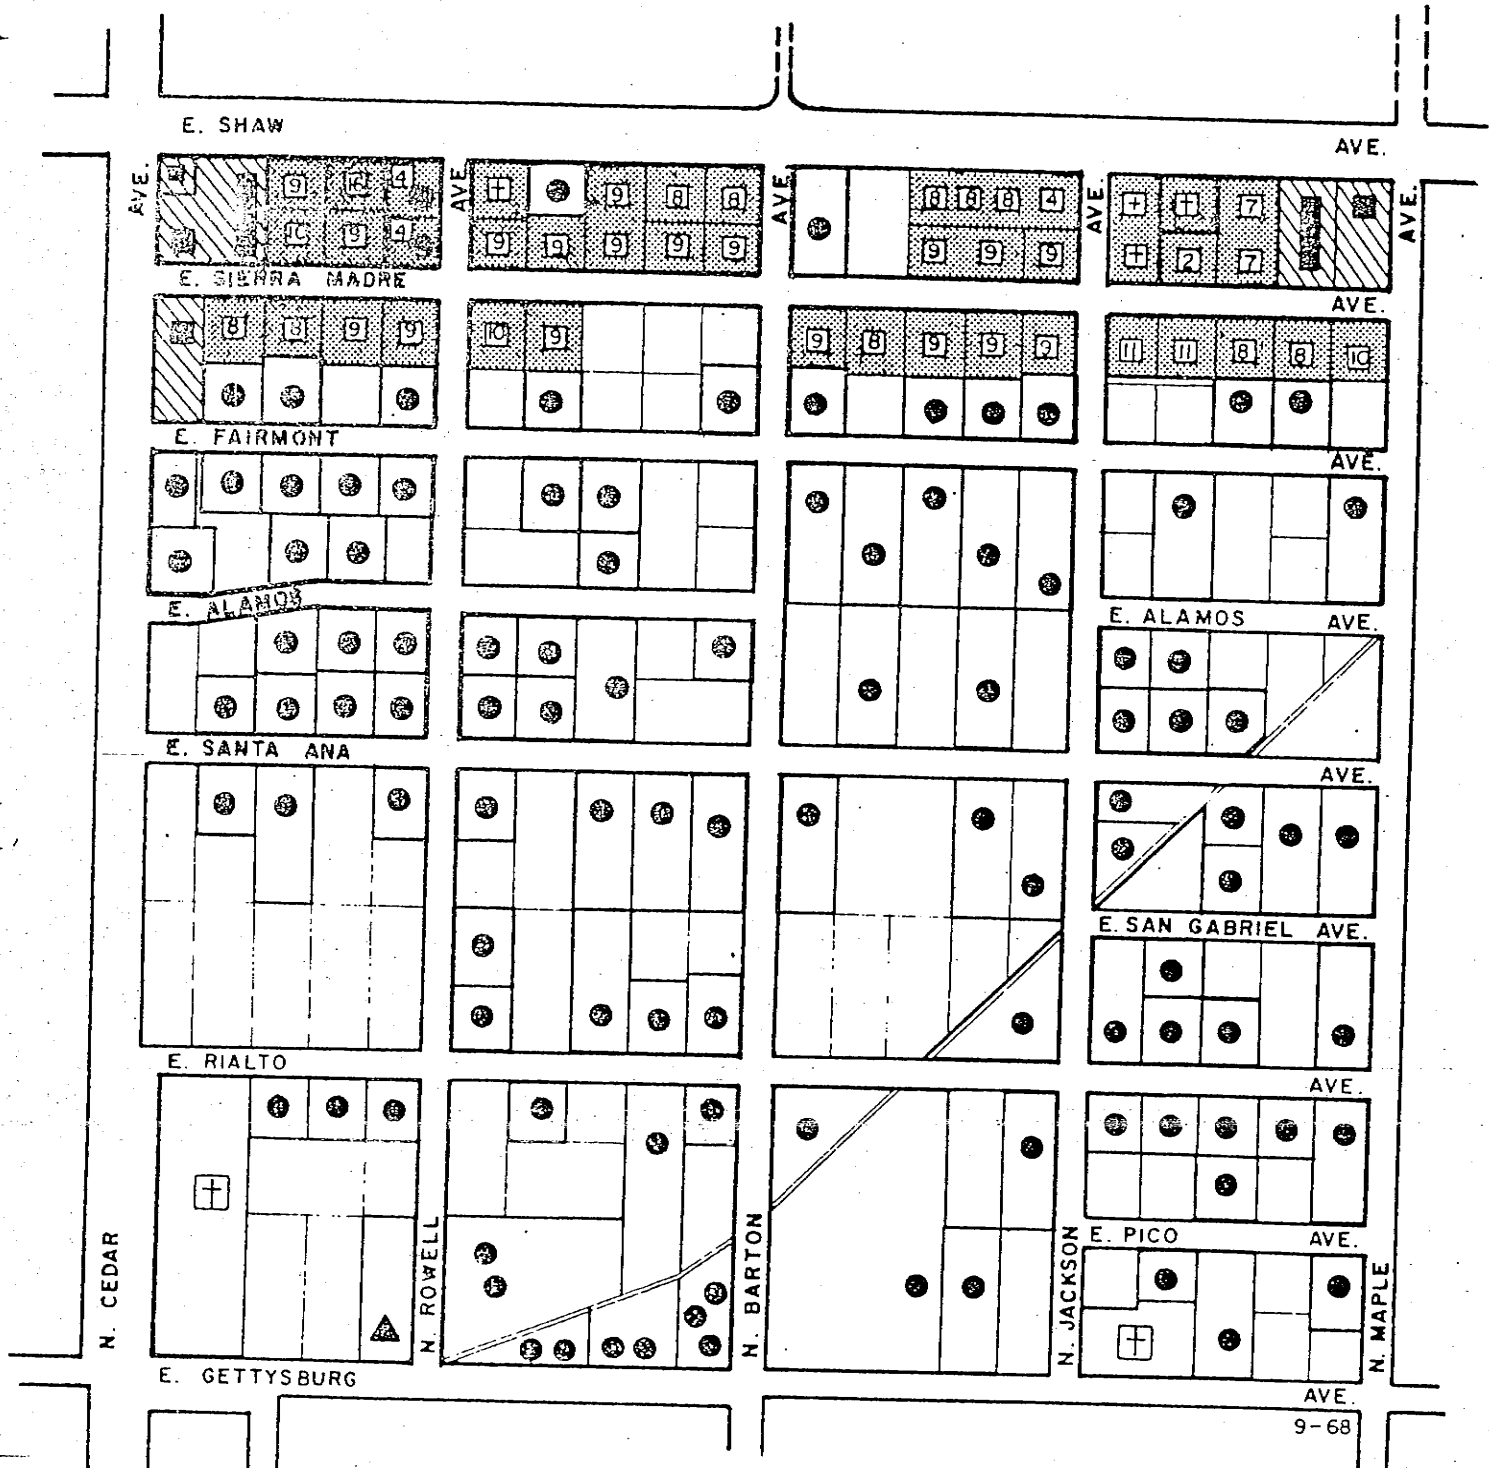 E. SHAW AVE.
AVE. AVE. AVE. AVE. AVE.
9 16 4 9 8 8 8 8 8 4 7
10 9 4 9 9 9 9 9 9 9 9 2 7
E. SIERRA MADRE AVE.
8 8 9 9 10 9 9 8 9 9 9 11 11 8 8 10
E. FAIRMONT AVE.
E. ALAMOS E. ALAMOS AVE.
E. SANTA ANA AVE.
E. SAN GABRIEL AVE.
E. RIALTO AVE.
E. PICO AVE.
N. CEDAR
N. ROWELL
N. BARTON
N. JACKSON
N. MAPLE
E. GETTYSBURG AVE.
9-68